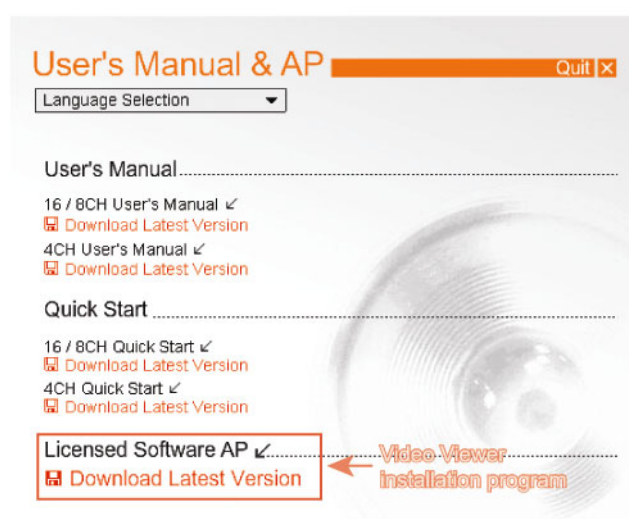 User's Manual & AP
Quit
Language Selection
User's Manual
16 / 8CH User's Manual
Download Latest Version
4CH User's Manual
Download Latest Version
Quick Start
16 / 8CH Quick Start
Download Latest Version
4CH Quick Start
Download Latest Version
Licensed Software AP
Download Latest Version
Video Viewer
installation program